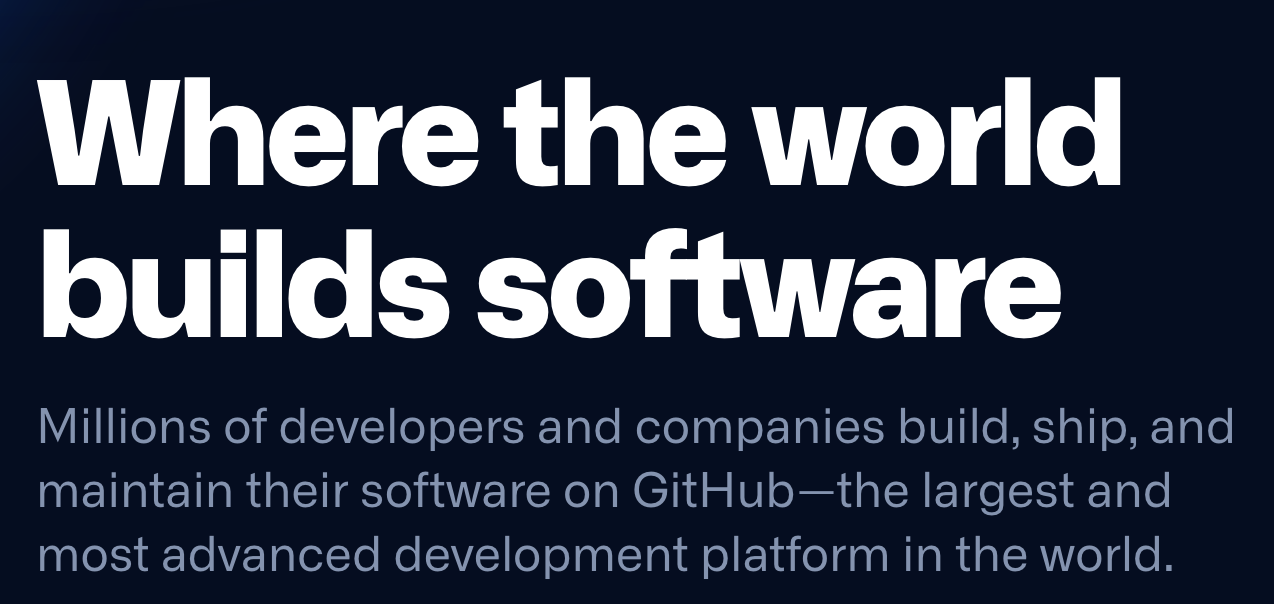 Where the world
builds software
Millions of developers and companies build, ship, and
maintain their software on GitHub—the largest and
most advanced development platform in the world.